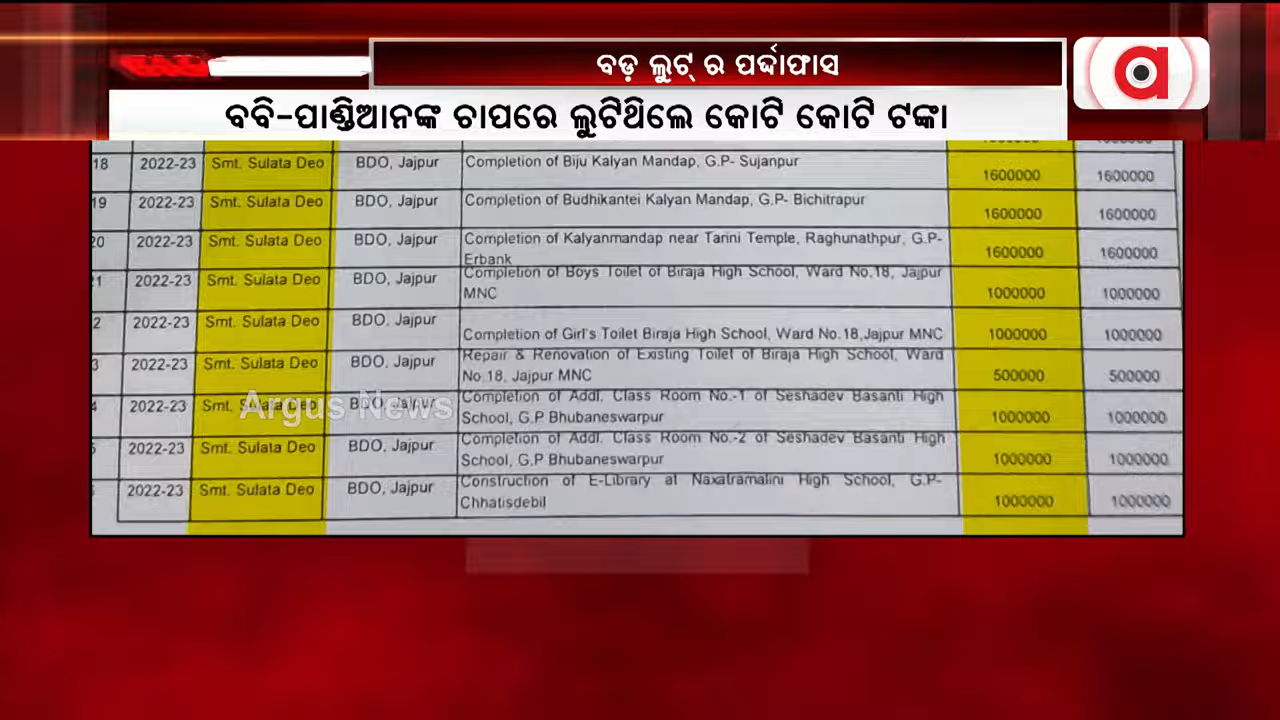 ବଡ଼ ଲୁଟ୍ ର ପର୍ଦ୍ଦାଫାସ
a
ବବି-ପାଣ୍ଡିଆନଙ୍କ ଚାପରେ ଲୁଟିଥିଲେ କୋଟି କୋଟି ଟଙ୍କା
18 2022-23 Smt. Sulata Deo BDO, Jajpur Completion of Biju Kalyan Mandap, G.P- Sujanpur 1600000 1600000
19 2022-23 Smt. Sulata Deo BDO, Jajpur Completion of Budhikantei Kalyan Mandap, G.P- Bichitrapur 1600000 1600000
20 2022-23 Smt. Sulata Deo BDO, Jajpur Completion of Kalyanmandap near Tarini Temple, Raghunathpur, G.P-
Erbank 1600000 1600000
1 2022-23 Smt. Sulata Deo BDO, Jajpur Completion of Boys Toilet of Biraja High School, Ward No.18, Jajpur
MNC 1000000 1000000
2 2022-23 Smt. Sulata Deo BDO, Jajpur Completion of Girl's Toilet Biraja High School, Ward No.18,Jajpur MNC 1000000 1000000
3 2022-23 Smt. Sulata Deo BDO, Jajpur Repair & Renovation of Existing Toilet of Biraja High School, Ward
No.18, Jajpur MNC 500000 500000
4 2022-23 Smt. Sulata Deo BDO, Jajpur Completion of Addl. Class Room No.-1 of Seshadev Basanti High
School, G.P Bhubaneswarpur 1000000 1000000
Argus News
5 2022-23 Smt. Sulata Deo BDO, Jajpur Completion of Addl. Class Room No.-2 of Seshadev Basanti High
School, G.P Bhubaneswarpur 1000000 1000000
2022-23 Smt. Sulata Deo BDO, Jajpur Construction of E-Library at Naxatramalini High School, G.P-
Chhatisdebil 1000000 1000000